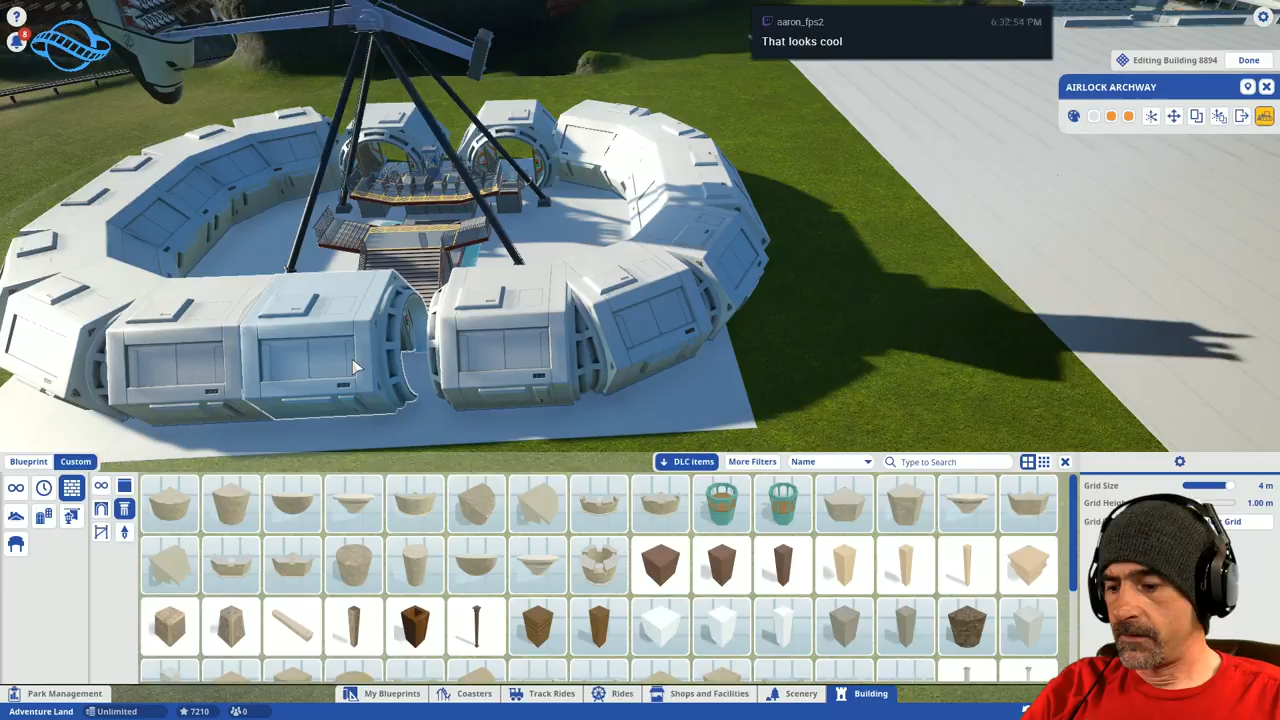 ?
8
aaron_fps2
6:32:54 PM
That looks cool
Editing Building 8894
Done
AIRLOCK ARCHWAY
Blueprint
Custom
DLC items
More Filters
Name
Type to Search
Grid Size
4 m
1.00 m
Park Management
My Blueprints
Coasters
Track Rides
Rides
Shops and Facilities
Scenery
Building
Adventure Land
Unlimited
7210
0